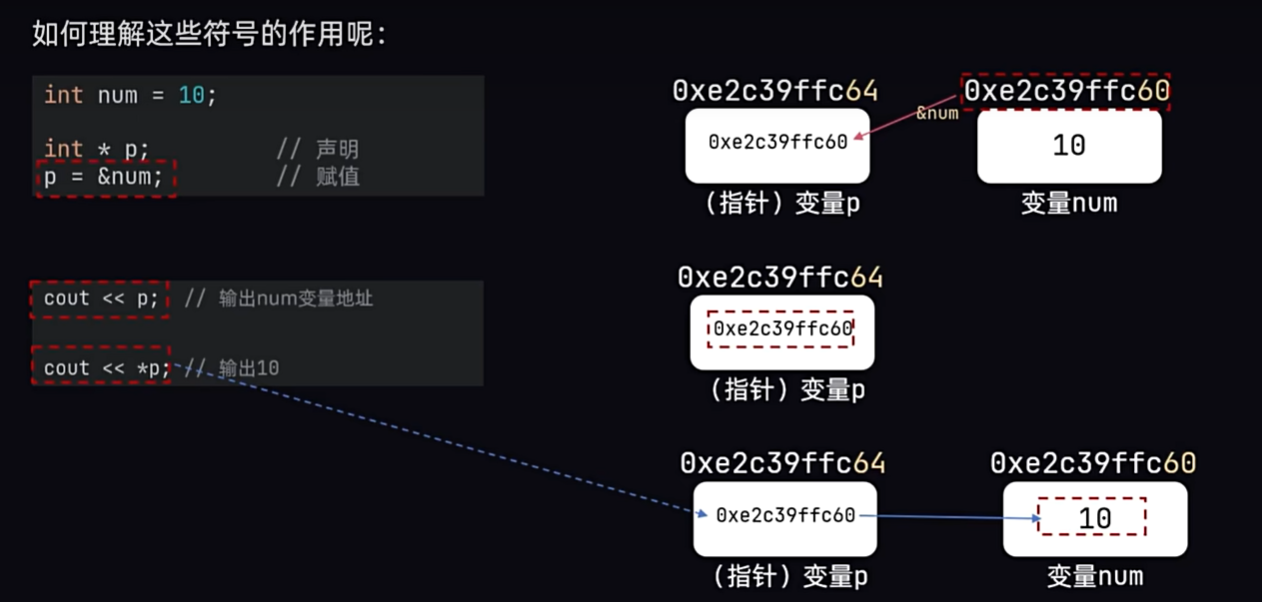 如何理解这些符号的作用呢：
int num = 10;
int * p; // 声明
p = &num; // 赋值
0xe2c39ffc64
0xe2c39ffc60
&num
0xe2c39ffc60
10
（指针）变量p
变量num
cout << p; // 输出num变量地址
cout << *p; // 输出10
0xe2c39ffc64
0xe2c39ffc60
（指针）变量p
0xe2c39ffc64
0xe2c39ffc60
0xe2c39ffc60
10
（指针）变量p
变量num